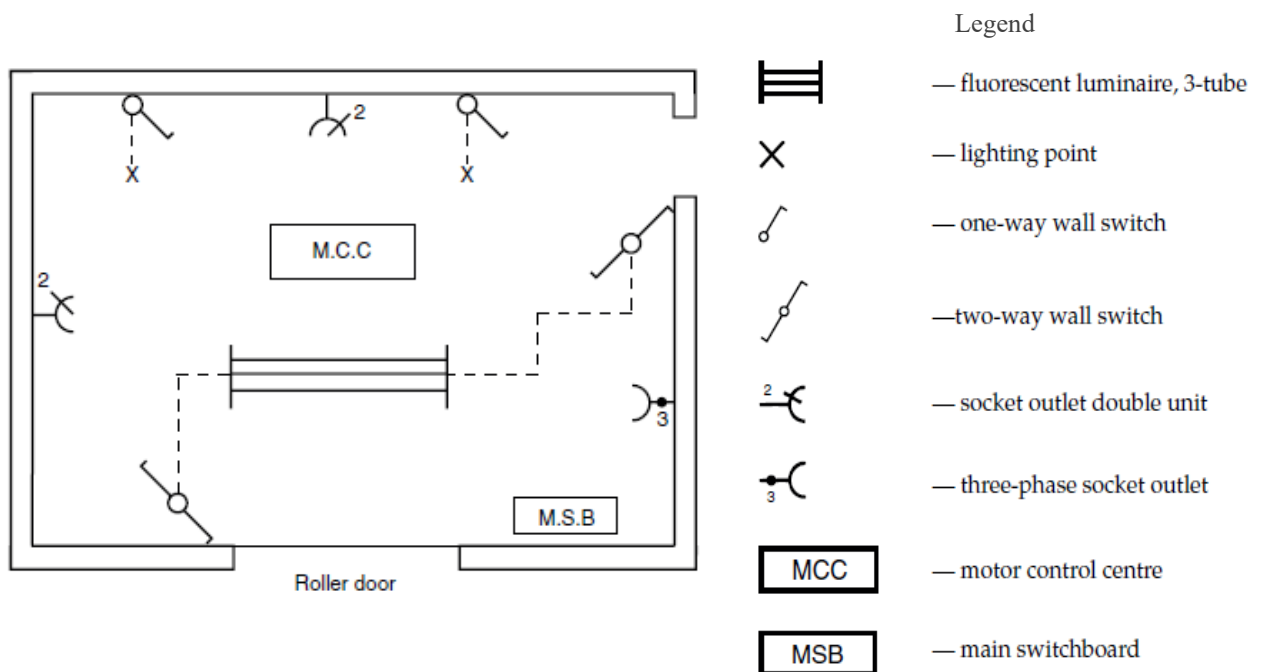 Legend
— fluorescent luminaire, 3-tube
2
X
X
— lighting point
— one-way wall switch
M.C.C
2
—two-way wall switch
2
— socket outlet double unit
3
3
— three-phase socket outlet
M.S.B
MCC
— motor control centre
Roller door
MSB
— main switchboard